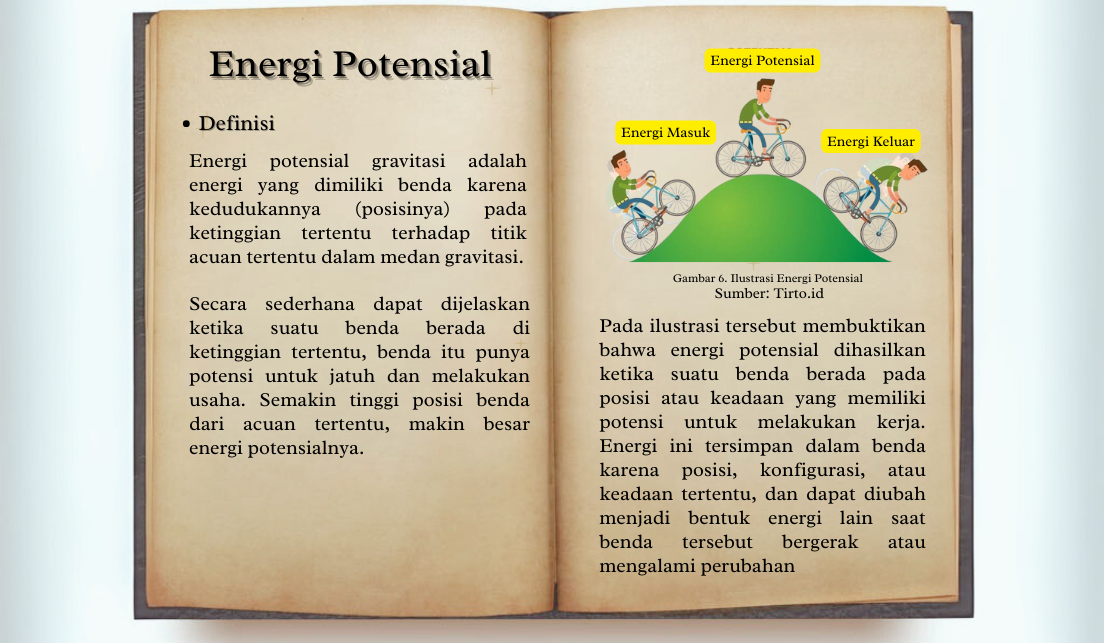 Energi Potensial
• Definisi
Energi potensial gravitasi adalah
energi yang dimiliki benda karena
kedudukannya (posisinya) pada
ketinggian tertentu terhadap titik
acuan tertentu dalam medan gravitasi.
Secara sederhana dapat dijelaskan
ketika suatu benda berada di
ketinggian tertentu, benda itu punya
potensi untuk jatuh dan melakukan
usaha. Semakin tinggi posisi benda
dari acuan tertentu, makin besar
energi potensialnya.
Energi Potensial
Energi Masuk
Energi Keluar
Gambar 6. Ilustrasi Energi Potensial
Sumber: Tirto.id
Pada ilustrasi tersebut membuktikan
bahwa energi potensial dihasilkan
ketika suatu benda berada pada
posisi atau keadaan yang memiliki
potensi untuk melakukan kerja.
Energi ini tersimpan dalam benda
karena posisi, konfigurasi, atau
keadaan tertentu, dan dapat diubah
menjadi bentuk energi lain saat
benda tersebut bergerak atau
mengalami perubahan